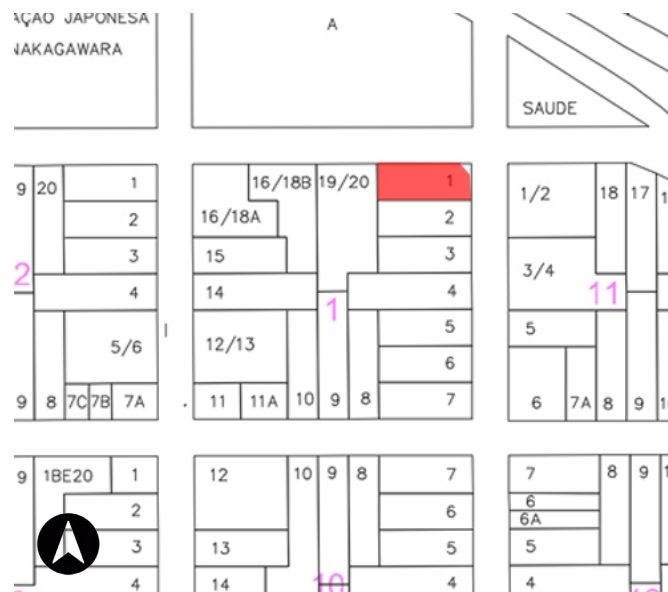 AÇAO JAPONESA
NAKAGAWARA
A
SAUDE
9 20 1
2
3
4
2
5/6
9 8 7C 7B 7A
16/18B 19/20 1
16/18A 2
15 3
14 4
1
5
12/13
6
11 11A 10 9 8 7
1/2 18 17
3/4
11
5
6 7A 8 9
9 1BE20 1
2
3
4
12 10 9 8 7
6
13 5
14 10 4
7 8 9
6
6A
5
4